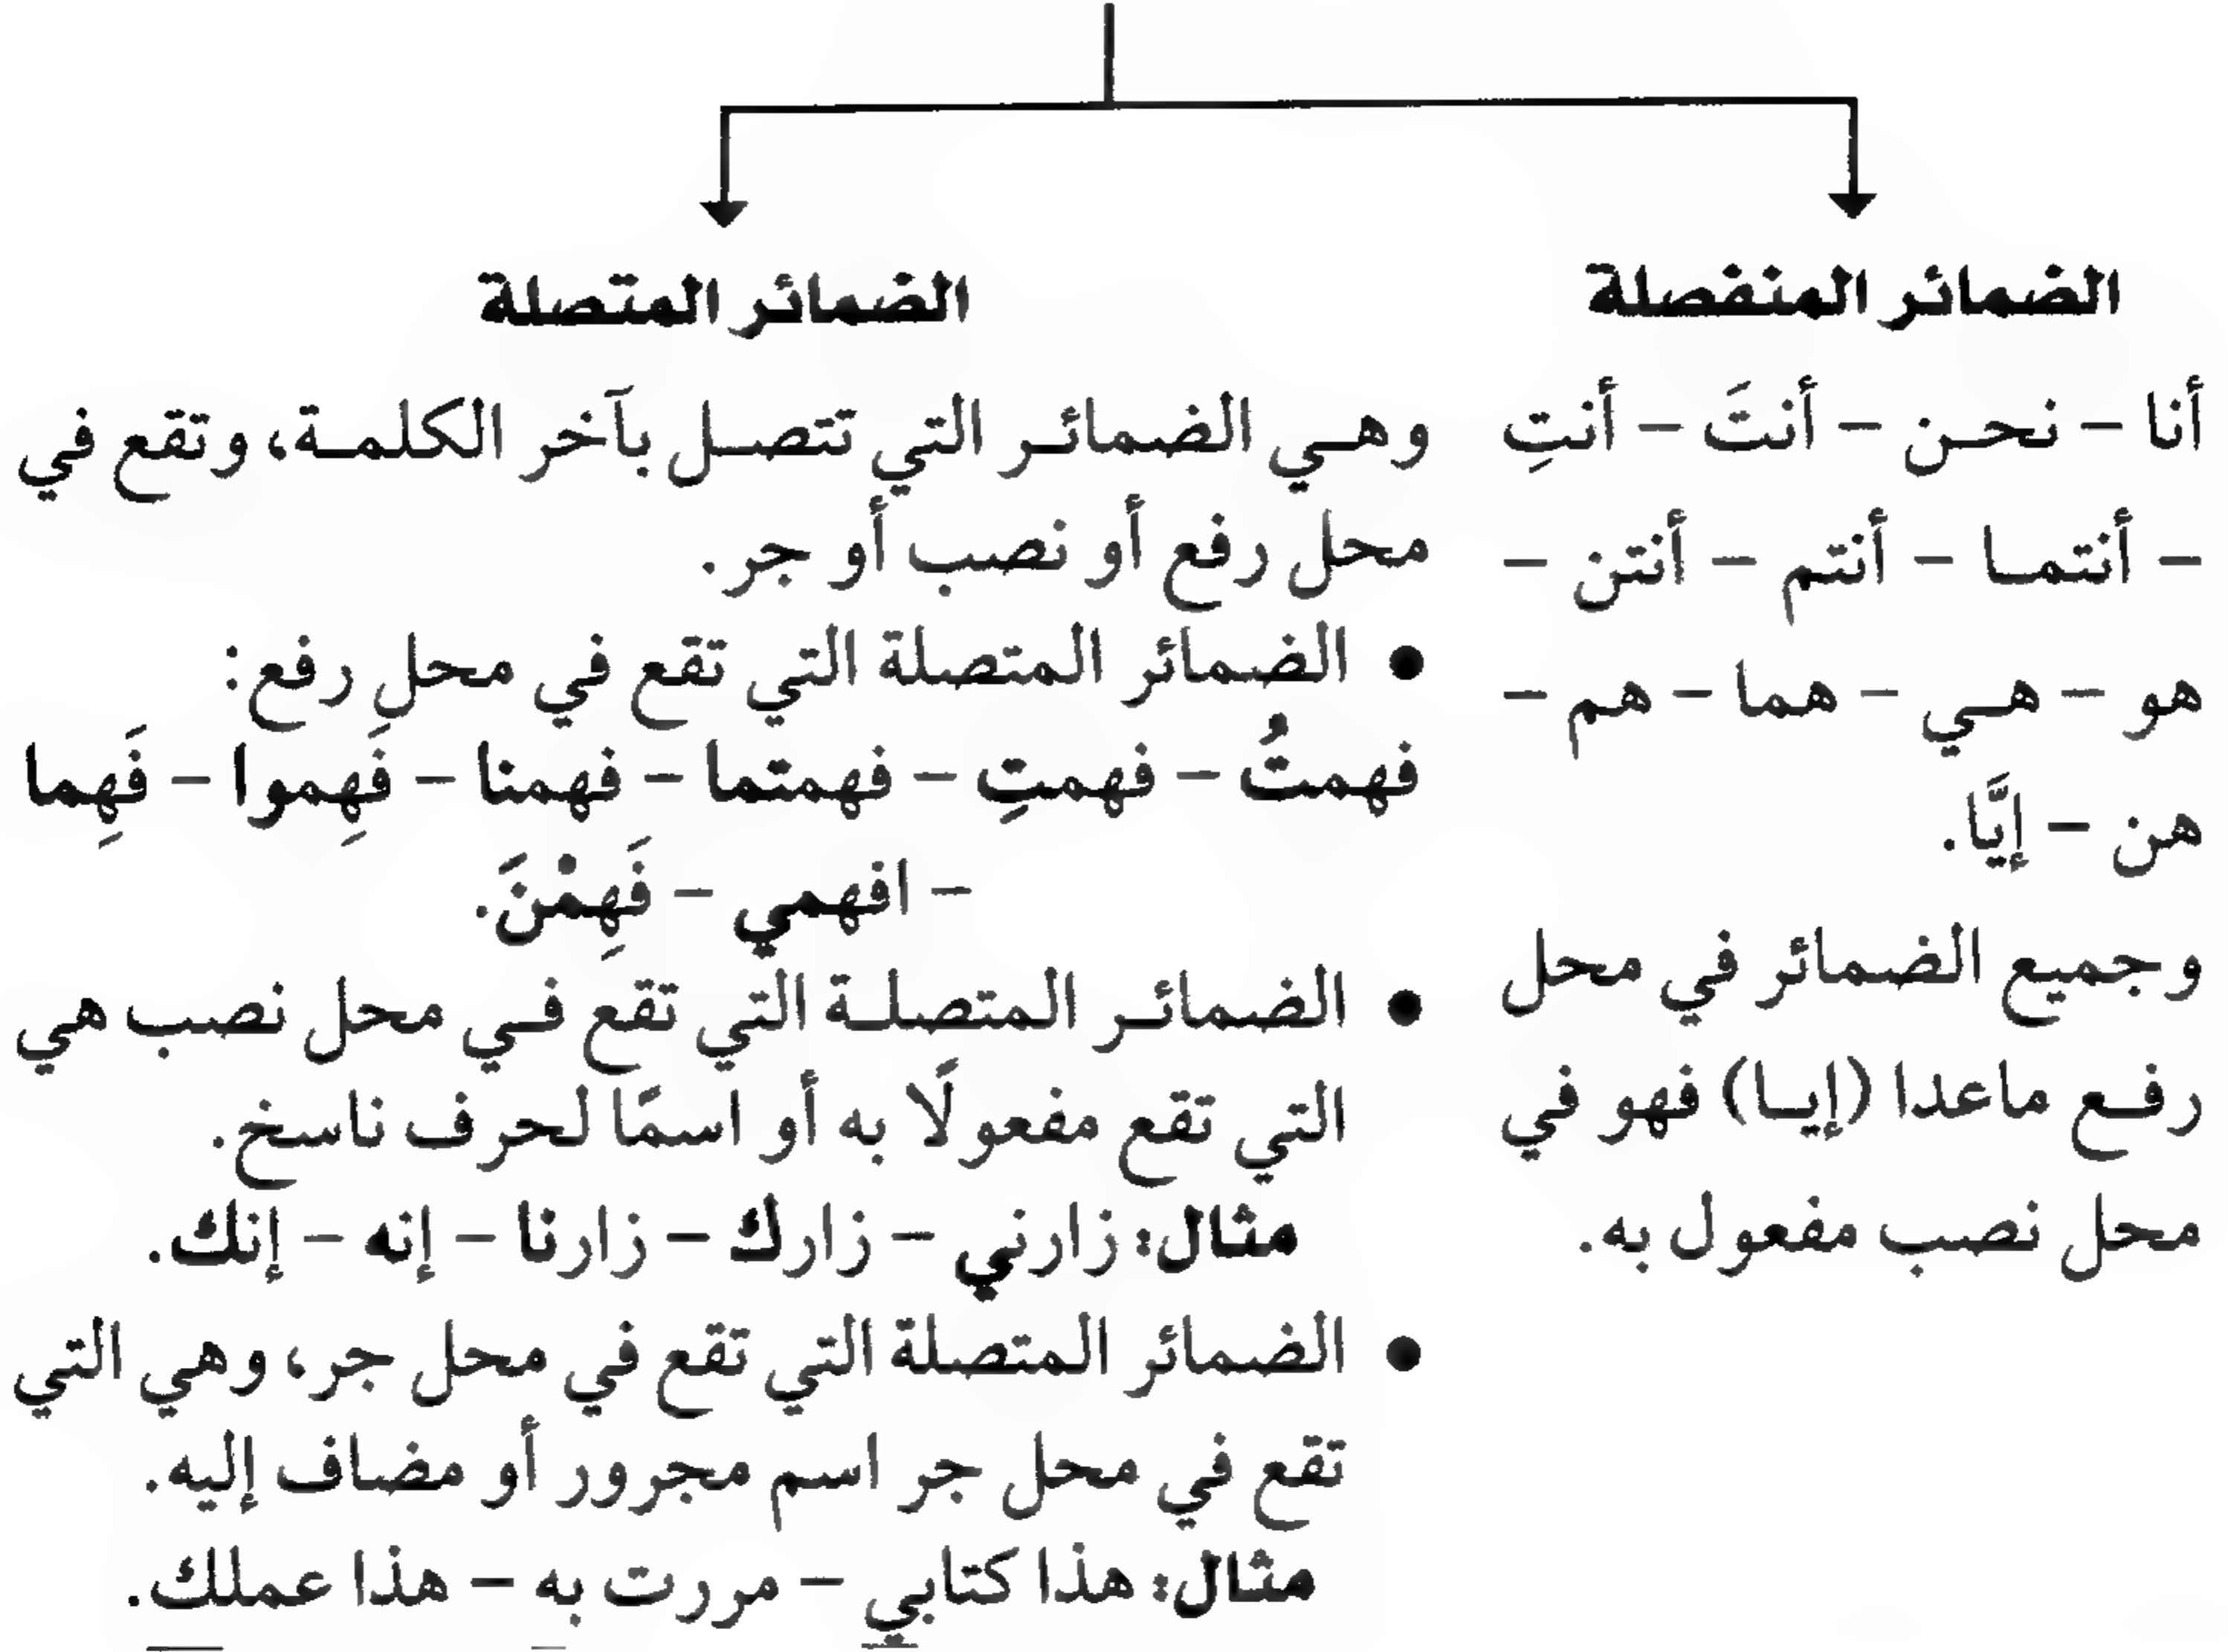 الضمائر المنفصلة
أنا – نحن – أنتَ – أنتِ
– أنتما – أنتم – أنتن –
هو – هي – هما – هم –
هن – إيَّا.
وجميع الضمائر في محل
رفع ماعدا (إيا) فهو في
محل نصب مفعول به.
الضمائر المتصلة
وهي الضمائر التي تتصل بآخر الكلمة، وتقع في
محل رفع أو نصب أو جر.
● الضمائر المتصلة التي تقع في محل رفع:
فهمتُ – فهمتِ – فهمتما – فهمنا – فَهِموا – فَهِما
– افهمي – فَهِمْنَ.
● الضمائر المتصلة التي تقع في محل نصب هي
التي تقع مفعولًا به أو اسمًا لحرف ناسخ.
مثال: زارني – زارك – زارنا – إنه – إنك.
● الضمائر المتصلة التي تقع في محل جر، وهي التي
تقع في محل جر اسم مجرور أو مضاف إليه.
مثال: هذا كتابي – مررت به – هذا عملك.